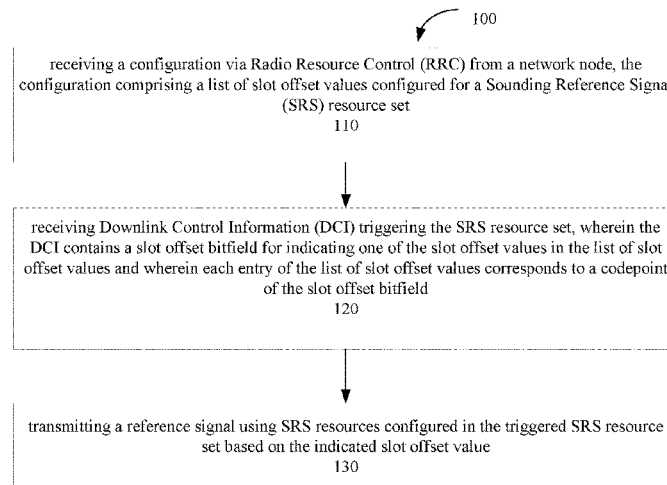 100
receiving a configuration via Radio Resource Control (RRC) from a network node, the
configuration comprising a list of slot offset values configured for a Sounding Reference Signa
(SRS) resource set
110
receiving Downlink Control Information (DCI) triggering the SRS resource set, wherein the
DCI contains a slot offset bitfield for indicating one of the slot offset values in the list of slot
offset values and wherein each entry of the list of slot offset values corresponds to a codepoint
of the slot offset bitfield
120
transmitting a reference signal using SRS resources configured in the triggered SRS resource
set based on the indicated slot offset value
130